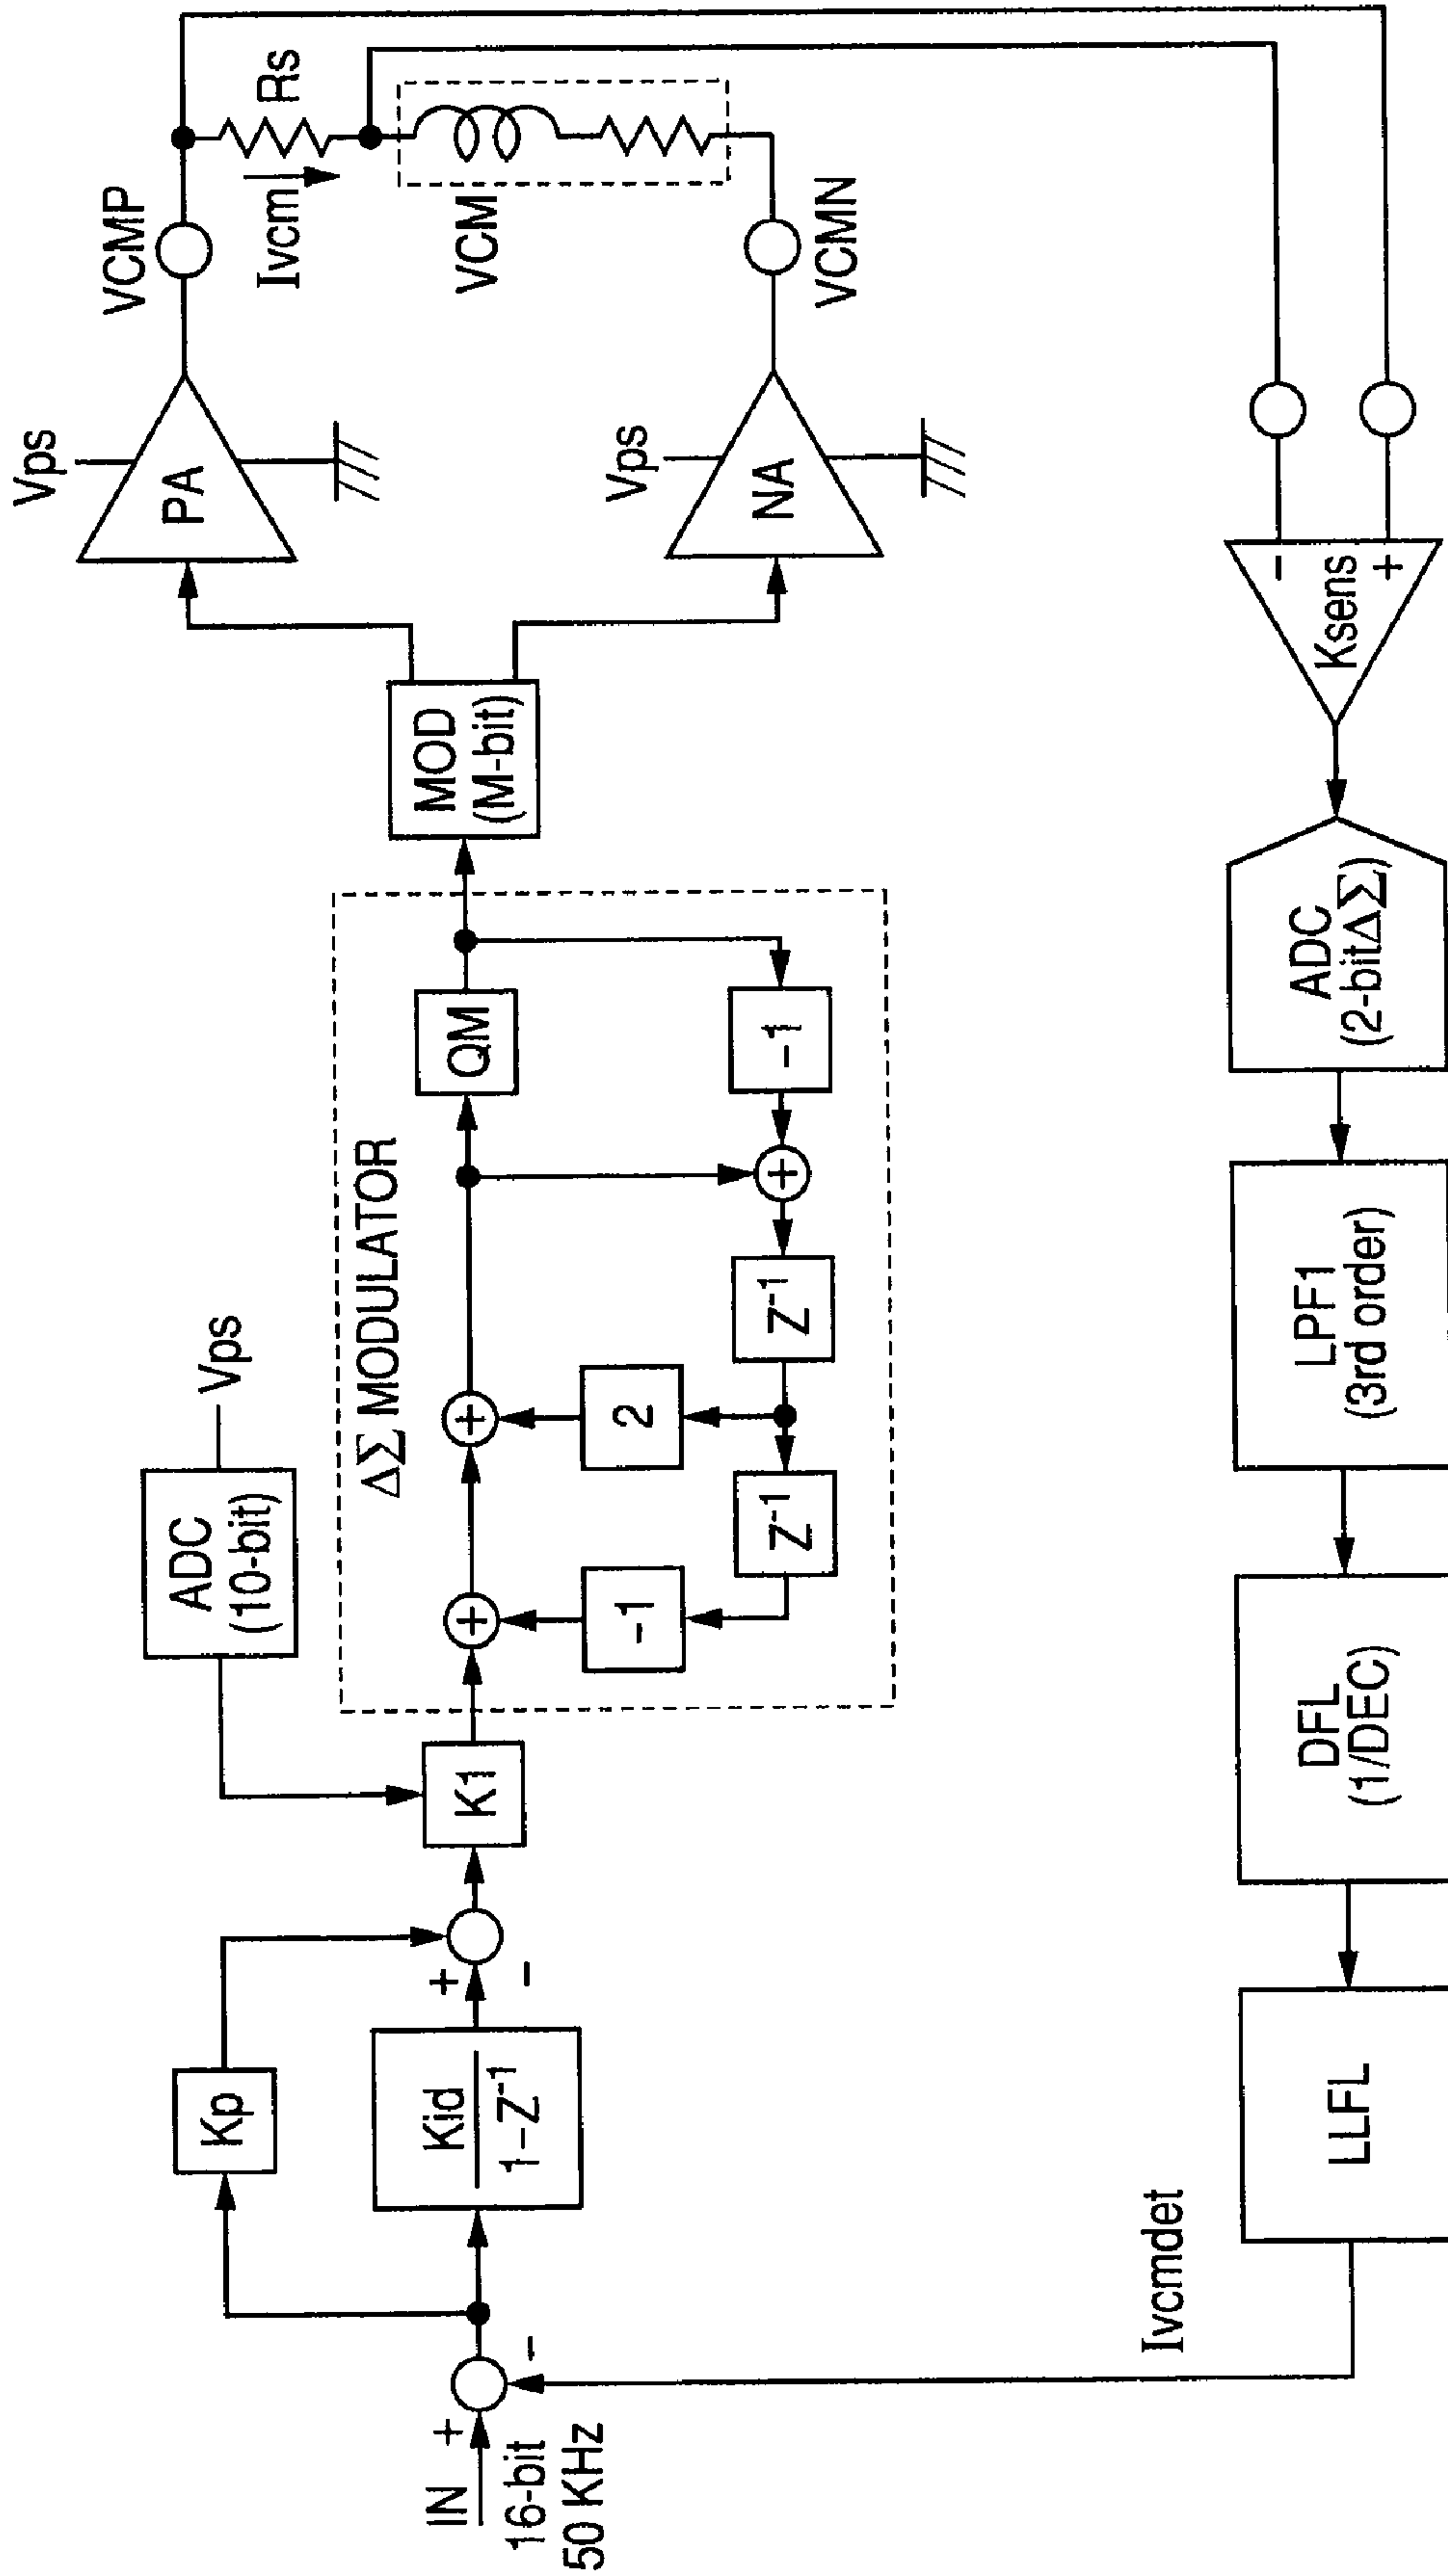 IN
+
16-bit
50 KHz
-
Kp
Kid
1-Z⁻¹
+
-
K1
ADC
(10-bit)
Vps
ΔΣ MODULATOR
+
+
-1
2
Z⁻¹
Z⁻¹
+
-1
QM
MOD
(M-bit)
Vps
PA
Vps
NA
VCMP
VCMN
Rs
Ivcm
VCM
-
+
Ksens
ADC
(2-bitΔΣ)
LPF1
(3rd order)
DFL
(1/DEC)
LLFL
Ivcmdet